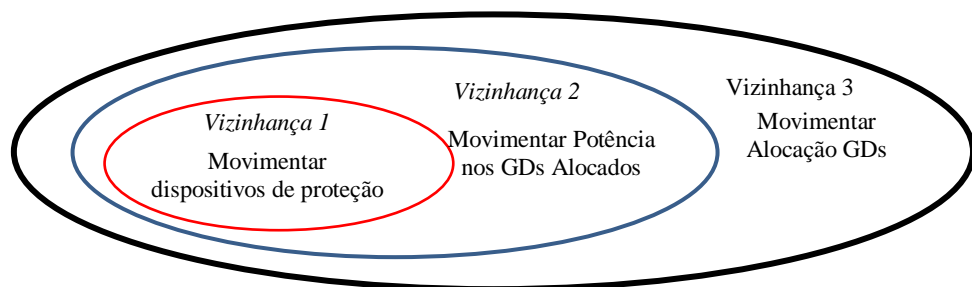 Vizinhança 1
Movimentar
dispositivos de proteção
Vizinhança 2
Movimentar Potência
nos GDs Alocados
Vizinhança 3
Movimentar
Alocação GDs